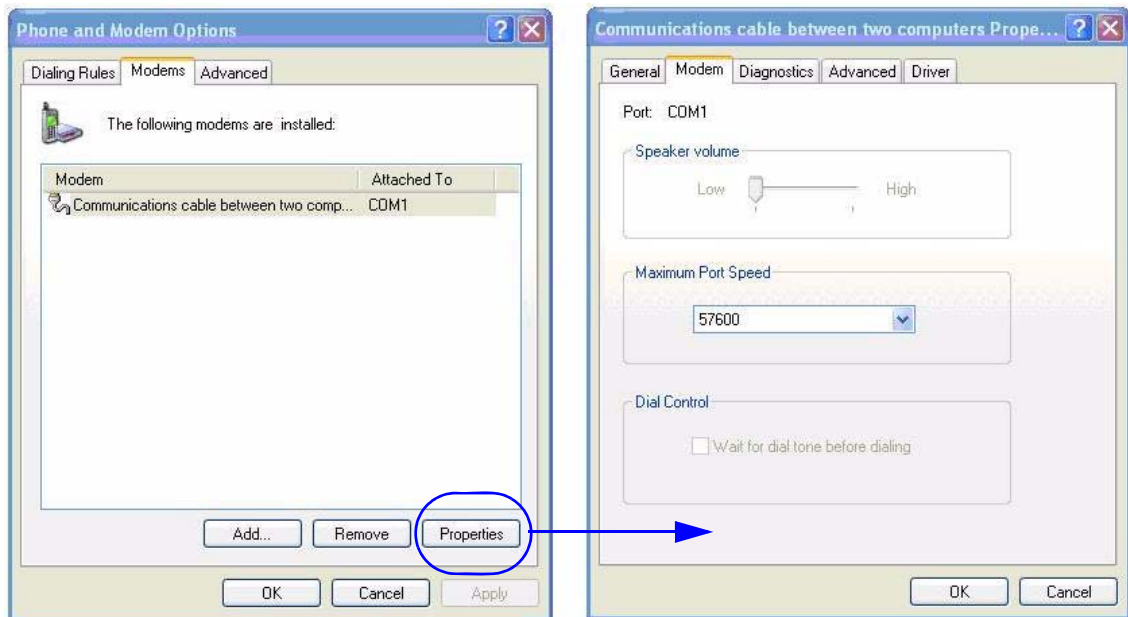 Phone and Modem Options
Dialing Rules Modems Advanced
The following modems are installed:
Modem Attached To
Communications cable between two comp... COM1
Add... Remove Properties
OK Cancel Apply
Communications cable between two computers Prope...
General Modem Diagnostics Advanced Driver
Port: COM1
Speaker volume
Low High
Maximum Port Speed
57600
Dial Control
Wait for dial tone before dialing
OK Cancel